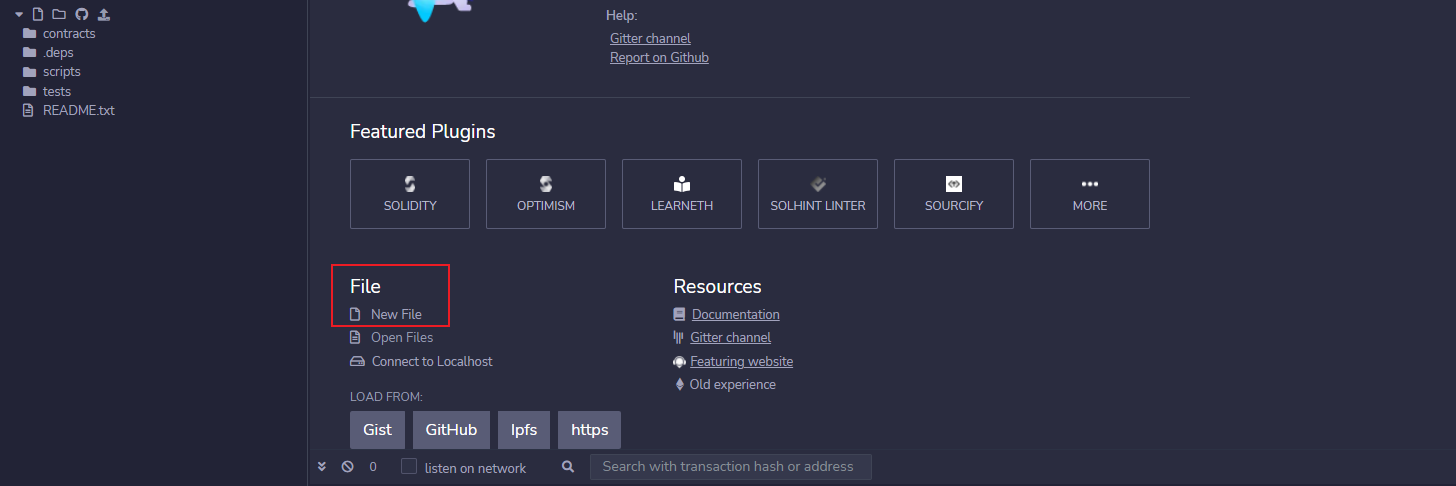 contracts
.deps
scripts
tests
README.txt
Help:
Gitter channel
Report on Github
Featured Plugins
SOLIDITY
OPTIMISM
LEARNETH
SOLHINT LINTER
SOURCIFY
MORE
File
New File
Open Files
Connect to Localhost
LOAD FROM:
Gist
GitHub
Ipfs
https
Resources
Documentation
Gitter channel
Featuring website
Old experience
0
listen on network
Search with transaction hash or address